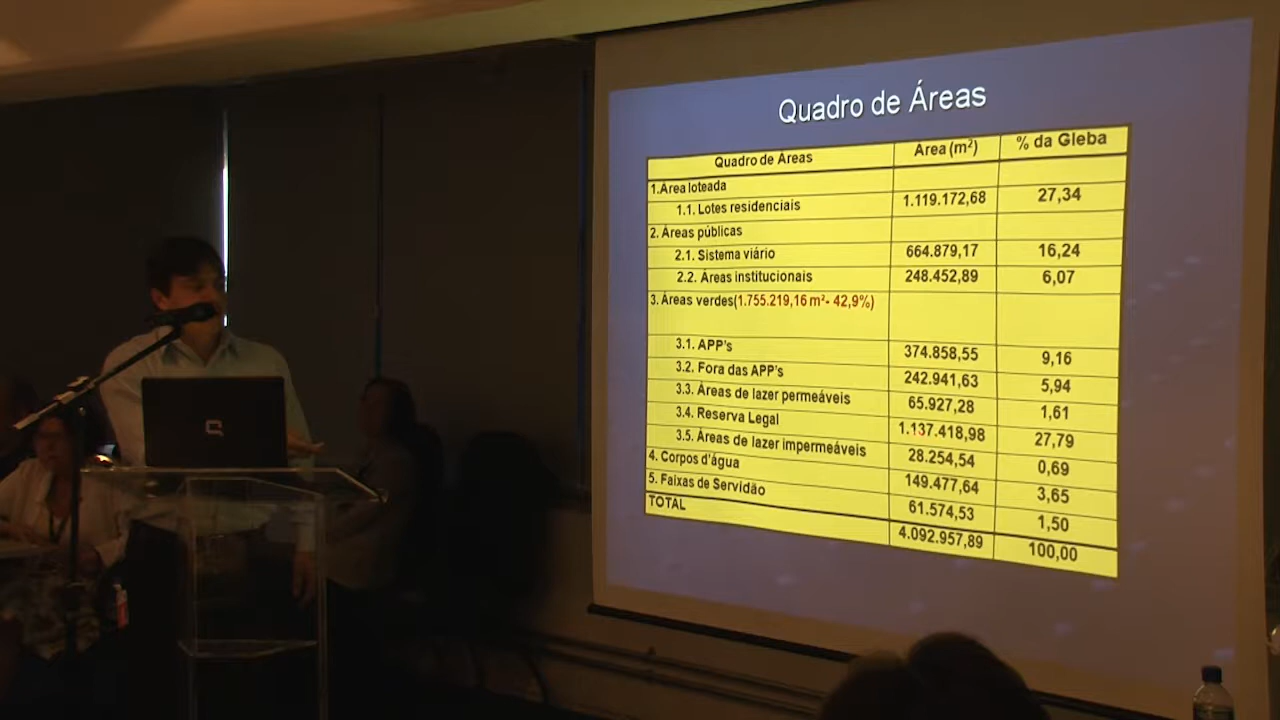 Quadro de Áreas
Quadro de Áreas Área (m²) % da Gleba
1.Área loteada
1.1. Lotes residenciais 1.119.172,68 27,34
2. Áreas públicas
2.1. Sistema viário 664.879,17 16,24
2.2. Áreas institucionais 248.452,89 6,07
3. Áreas verdes(1.755.219,16 m²- 42,9%)
3.1. APP's 374.858,55 9,16
3.2. Fora das APP's 242.941,63 5,94
3.3. Áreas de lazer permeáveis 65.927,28 1,61
3.4. Reserva Legal 1.137.418,98 27,79
3.5. Áreas de lazer impermeáveis 28.254,54 0,69
4. Corpos d'água 149.477,64 3,65
5. Faixas de Servidão 61.574,53 1,50
TOTAL 4.092.957,89 100,00